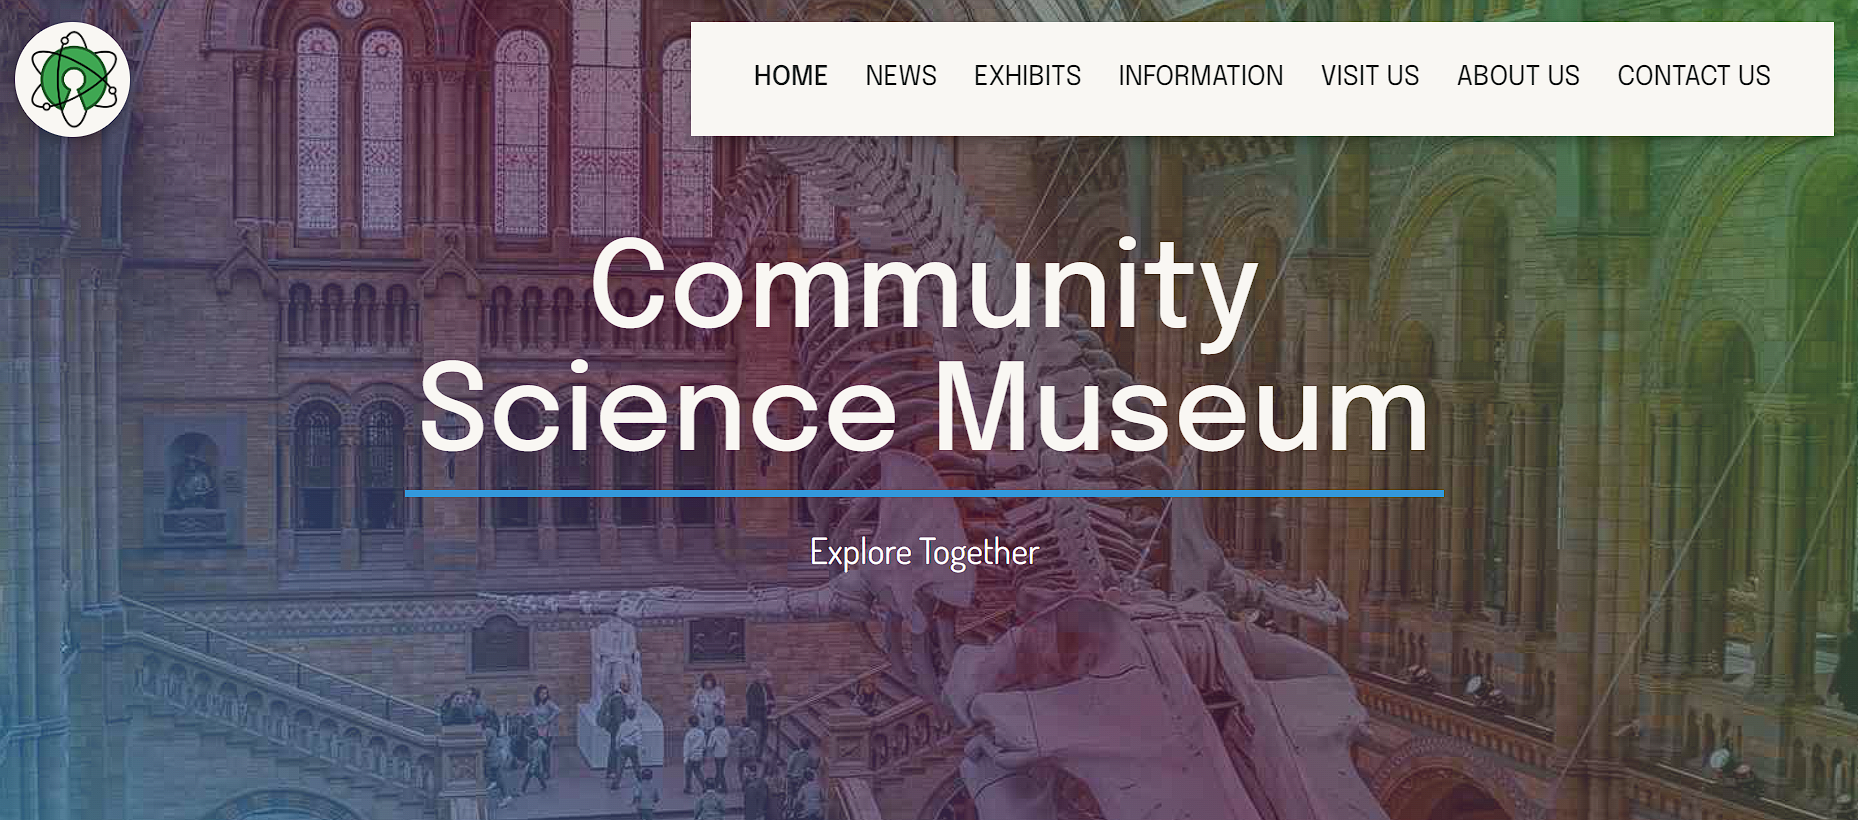 HOME NEWS EXHIBITS INFORMATION VISIT US ABOUT US CONTACT US
Community
Science Museum
Explore Together